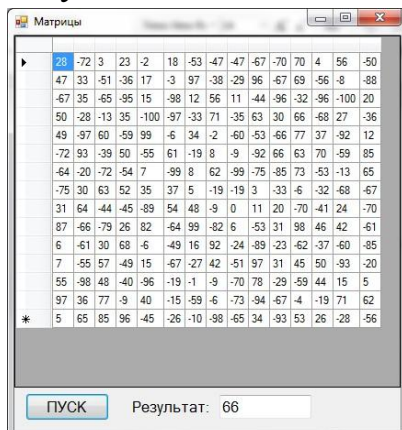 Матрицы
28 -72 3 23 -2 18 -53 -47 -47 -67 -70 70 4 56 -50
47 33 -51 -36 17 -3 97 -38 -29 96 -67 69 -56 -8 -88
-67 35 -65 -95 15 -98 12 56 11 -44 -96 -32 -96 -100 20
50 -28 -13 35 -100 -97 -33 71 -35 63 30 66 -68 27 -36
49 -97 60 -59 99 -6 34 -2 -60 -53 -66 77 37 -92 12
-72 93 -39 50 -55 61 -19 8 -9 -92 66 63 70 -59 85
-64 -20 -72 -54 7 -99 8 62 -99 -75 -85 73 -53 -13 65
-75 30 63 52 35 37 5 -19 -19 3 -33 -6 -32 -68 -67
31 64 -44 -45 -89 54 48 -9 0 11 20 -70 -41 24 -70
87 -66 -79 26 82 -64 99 -82 6 -53 31 98 46 42 -61
6 -61 30 68 -6 -49 16 92 -24 -89 -23 -62 -37 -60 -85
7 -55 57 -49 15 -67 -27 42 -51 97 31 45 50 -93 -20
55 -98 48 -40 -96 -19 -1 -9 -70 78 -29 -59 44 15 5
97 36 77 -9 40 -15 -59 -6 -73 -94 -67 -4 -19 71 62
5 65 85 96 -45 -26 -10 -98 -65 34 -93 53 26 -28 -56
ПУСК Результат: 66